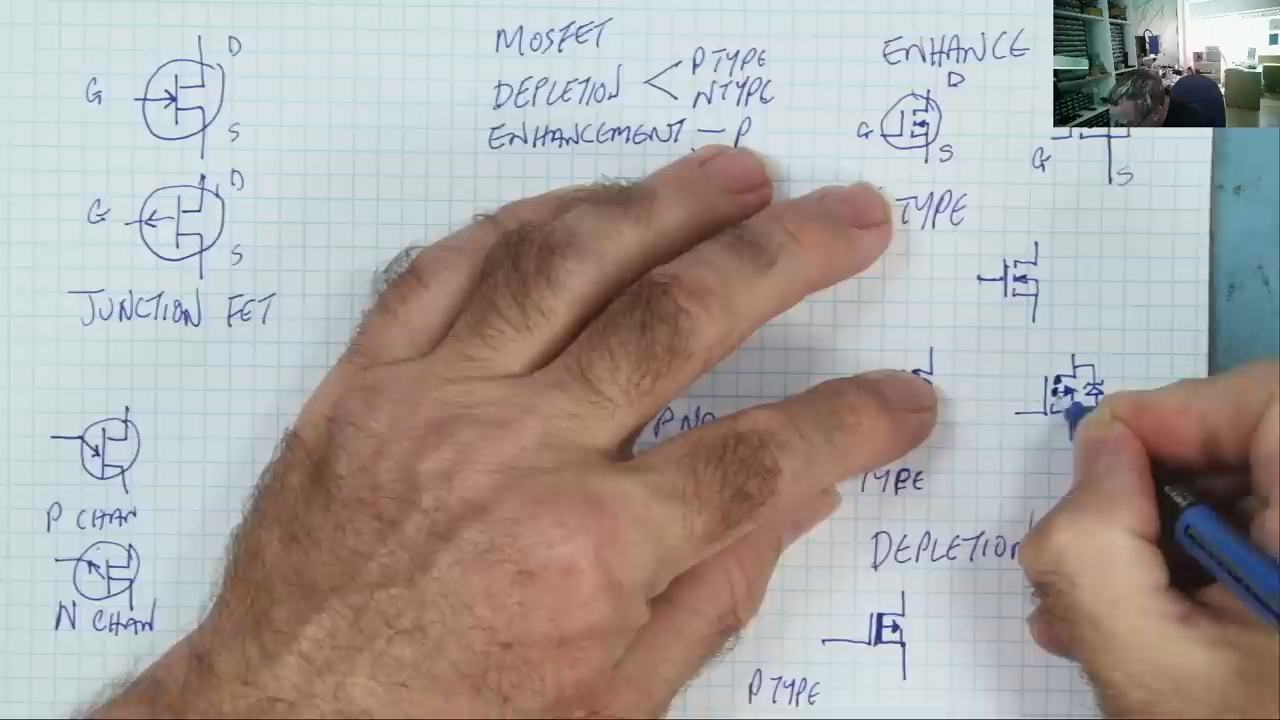 D
G
S
D
G
S
JUNCTION FET
P CHAN
N CHAN
MOSFET
DEPLETION < P TYPE
N TYPE
ENHANCEMENT — P
ENHANCE
D
G
S
G
S
TYPE
TYPE
DEPLETION
P TYPE